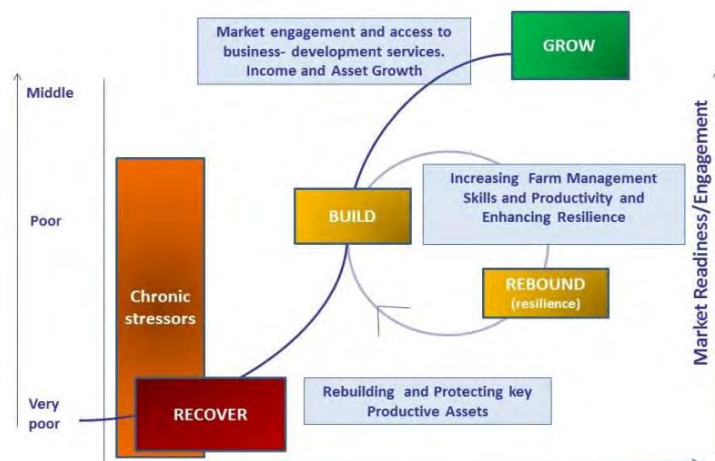 Market engagement and access to
business- development services.
Income and Asset Growth
GROW
Middle
Increasing Farm Management
Skills and Productivity and
Enhancing Resilience
BUILD
Poor
REBOUND
(resilience)
Chronic
stressors
Market Readiness/Engagement
Rebuilding and Protecting key
Productive Assets
Very
poor
RECOVER